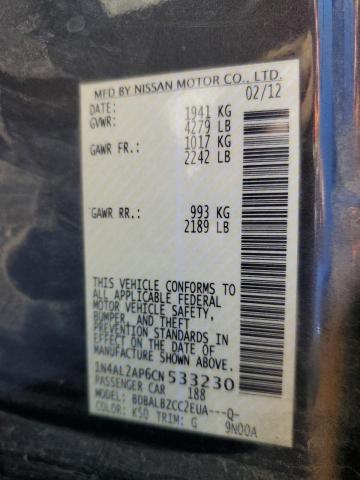 MFD BY NISSAN MOTOR CO., LTD.
DATE: 02/12
GVWR: 1941 KG
4279 LB
GAWR FR.: 1017 KG
2242 LB
GAWR RR.: 993 KG
2189 LB
THIS VEHICLE CONFORMS TO
ALL APPLICABLE FEDERAL
MOTOR VEHICLE SAFETY,
BUMPER, AND THEFT
PREVENTION STANDARDS IN
EFFECT ON THE DATE OF
MANUFACTURE SHOWN ABOVE.
1N4AL2AP6CN 533230
PASSENGER CAR 188
MODEL: BDBALBZCC2EUA---Q-
COLOR: K50 TRIM: G 9N00A